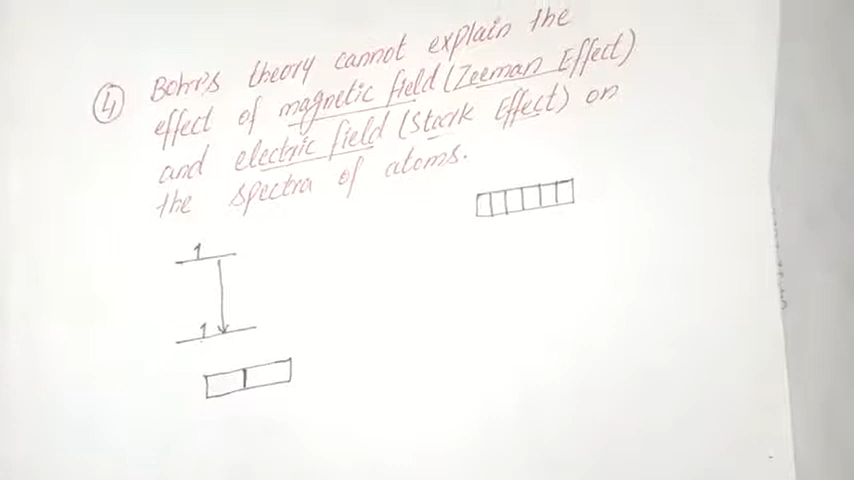 ④ Bohr's theory cannot explain the
effect of magnetic field (Zeeman Effect)
and electric field (Stark Effect) on
the spectra of atoms.
1
1